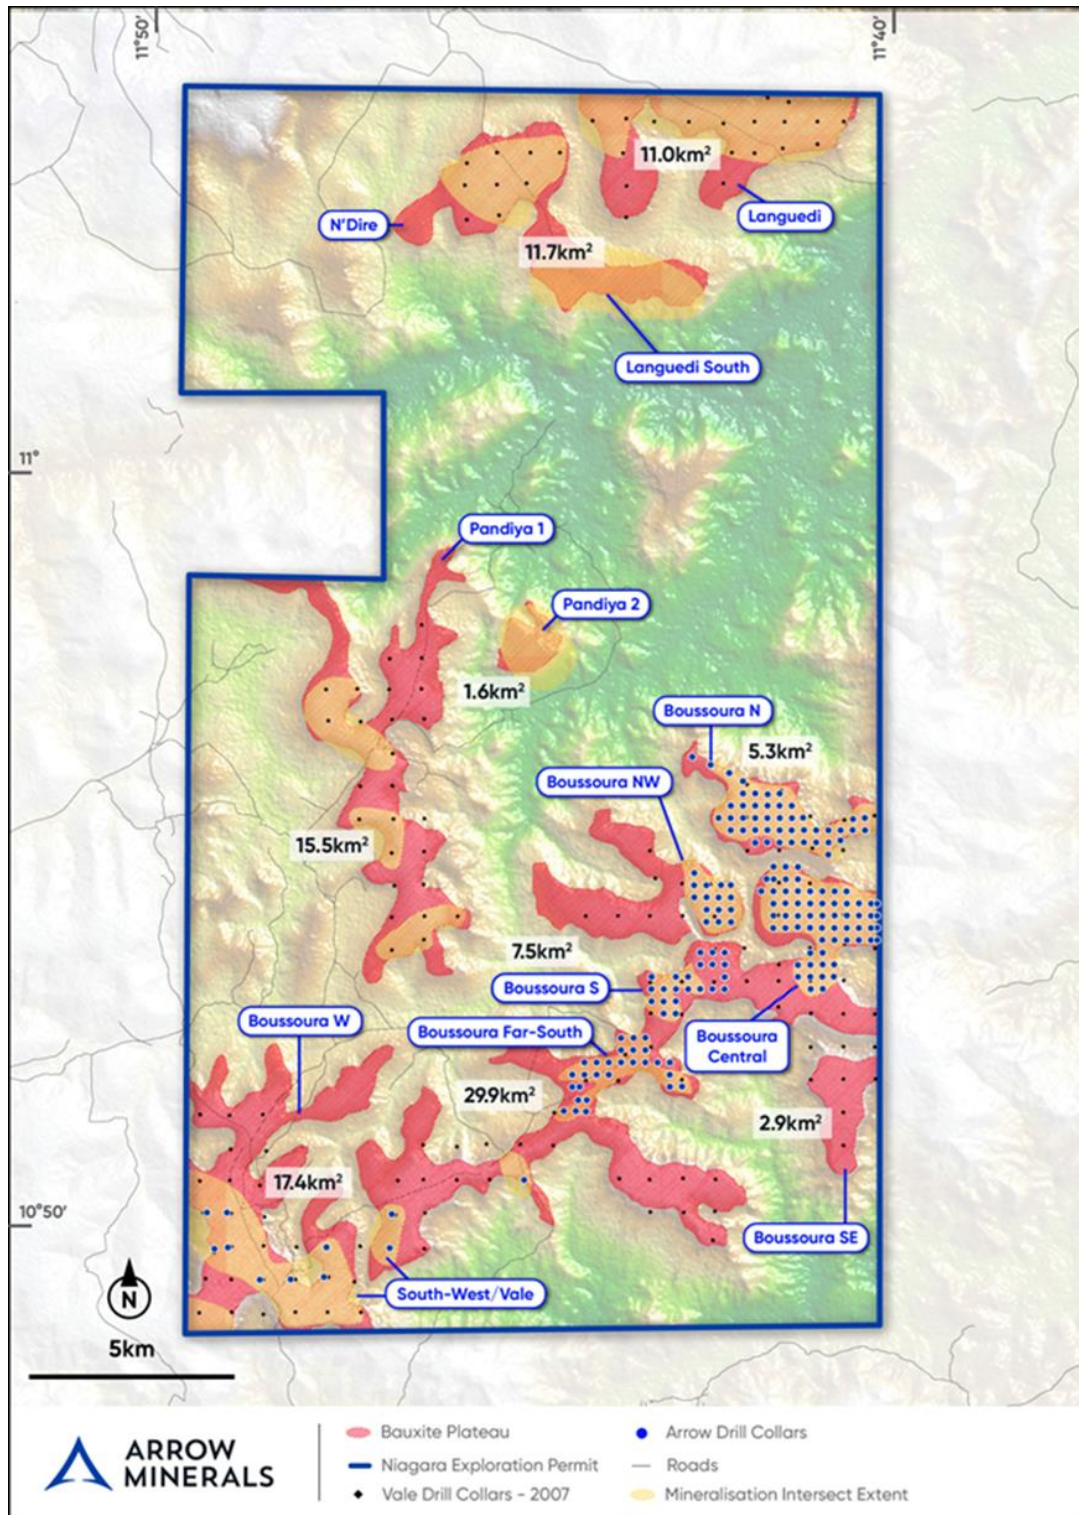 11°50'
11°40'
11.0km²
N'Dire
Languedi
11.7km²
Languedi South
11°
Pandiya 1
Pandiya 2
1.6km²
Boussoura N
5.3km²
Boussoura NW
15.5km²
7.5km²
Boussoura S
Boussoura W
Boussoura Far-South
Boussoura
Central
29.9km²
2.9km²
17.4km²
10°50'
Boussoura SE
South-West/Vale
N
5km
ARROW
MINERALS
Bauxite Plateau
Arrow Drill Collars
Niagara Exploration Permit
Roads
Vale Drill Collars - 2007
Mineralisation Intersect Extent